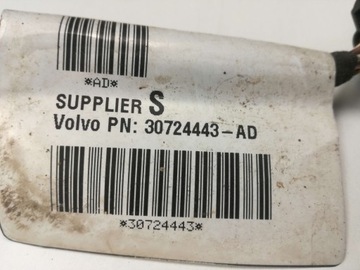 *AD*
SUPPLIER S
Volvo PN: 30724443-AD
*30724443*